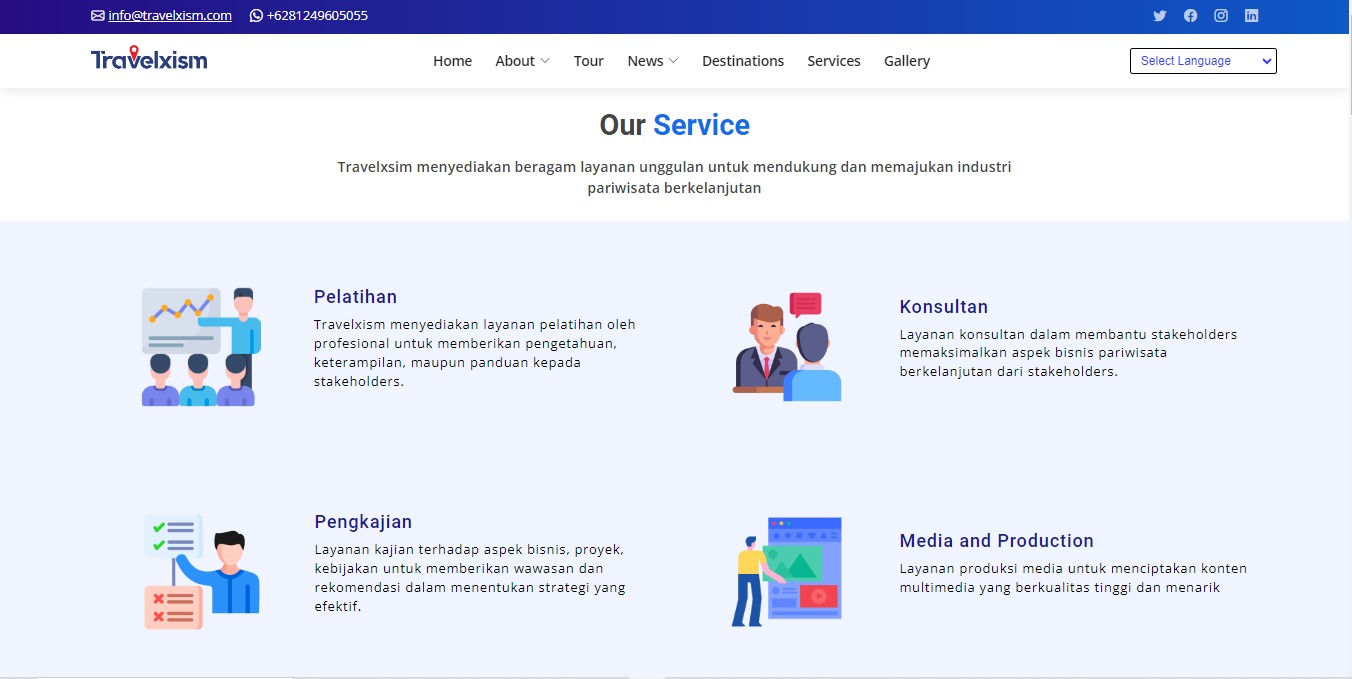 info@travelxism.com +6281249605055
Travelxism
Home About Tour News Destinations Services Gallery
Select Language
Our Service
Travelxsim menyediakan beragam layanan unggulan untuk mendukung dan memajukan industri
pariwisata berkelanjutan
Pelatihan
Travelxism menyediakan layanan pelatihan oleh
profesional untuk memberikan pengetahuan,
keterampilan, maupun panduan kepada
stakeholders.
Konsultan
Layanan konsultan dalam membantu stakeholders
memaksimalkan aspek bisnis pariwisata
berkelanjutan dari stakeholders.
Pengkajian
Layanan kajian terhadap aspek bisnis, proyek,
kebijakan untuk memberikan wawasan dan
rekomendasi dalam menentukan strategi yang
efektif.
Media and Production
Layanan produksi media untuk menciptakan konten
multimedia yang berkualitas tinggi dan menarik